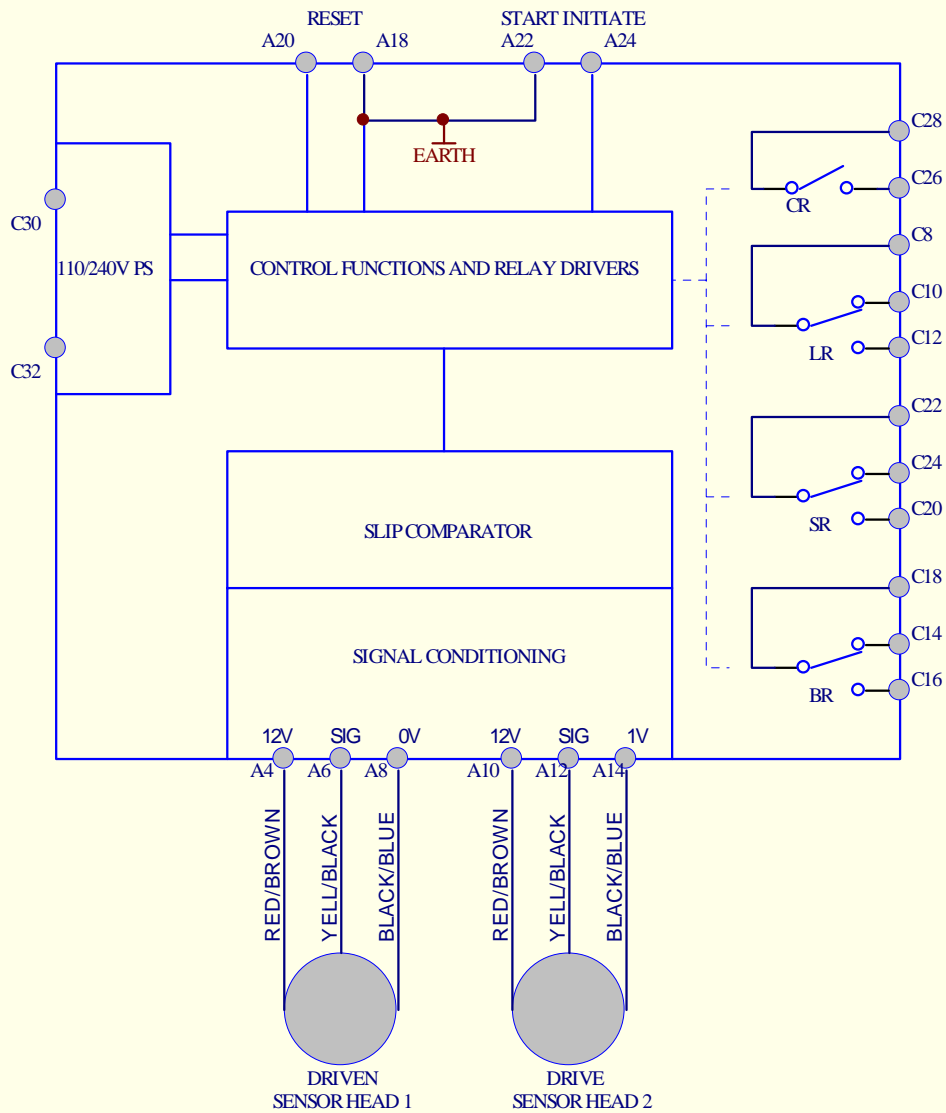 RESET
START INITIATE
A20
A18
A22
A24
EARTH
C28
C26
CR
C30
110/240V PS
C32
CONTROL FUNCTIONS AND RELAY DRIVERS
C8
C10
C12
LR
C22
C24
C20
SR
SLIP COMPARATOR
SIGNAL CONDITIONING
C18
C14
C16
BR
12V
SIG
0V
12V
SIG
1V
A4
A6
A8
A10
A12
A14
RED/BROWN
YELL/BLACK
BLACK/BLUE
RED/BROWN
YELL/BLACK
BLACK/BLUE
DRIVEN
SENSOR HEAD 1
DRIVE
SENSOR HEAD 2